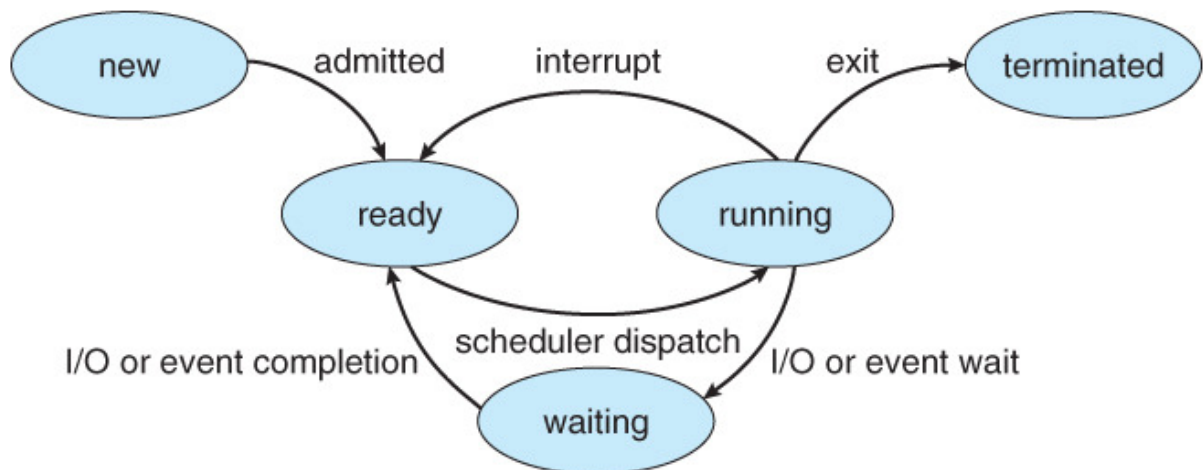 new
admitted
interrupt
exit
terminated
ready
running
I/O or event completion
scheduler dispatch
I/O or event wait
waiting